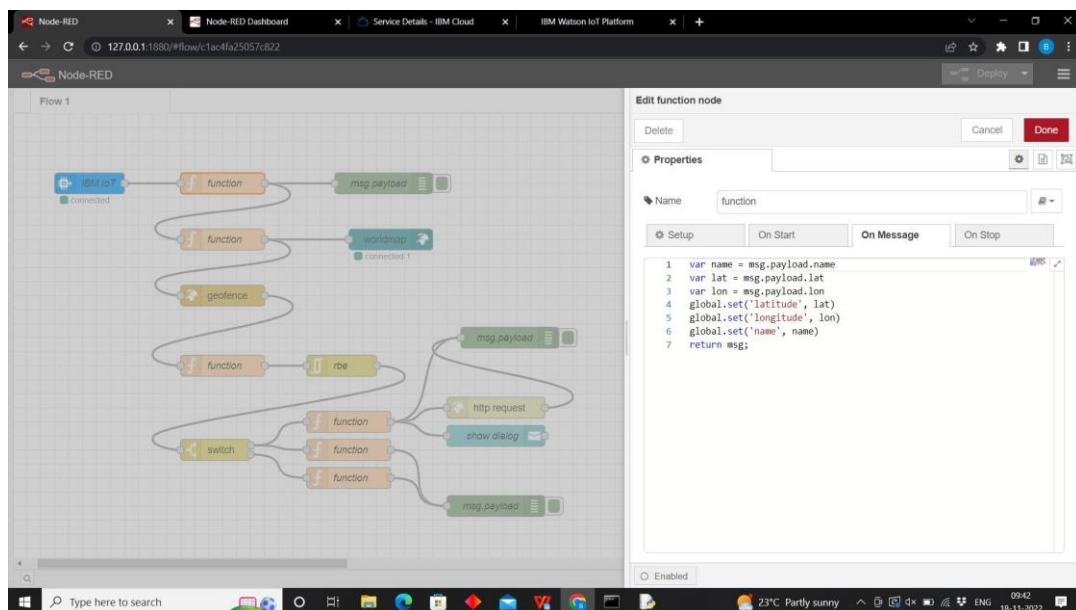 Node-RED
Node-RED Dashboard
Service Details - IBM Cloud
IBM Watson IoT Platform
127.0.0.1:1880/#flow/c1ac4fa25057c822
B
Node-RED
Deploy
Flow 1
Edit function node
Delete
Cancel
Done
Properties
Name
function
Setup
On Start
On Message
On Stop
1 var name = msg.payload.name
2 var lat = msg.payload.lat
3 var lon = msg.payload.lon
4 global.set('latitude', lat)
5 global.set('longitude', lon)
6 global.set('name', name)
7 return msg;
Enabled
IBM IoT
connected
function
msg.payload
function
worldmap
connected 1
geofence
msg.payload
function
rbe
http request
function
show dialog
switch
function
function
msg.payload
Type here to search
23°C Partly sunny
ENG
09:42
18-11-2022